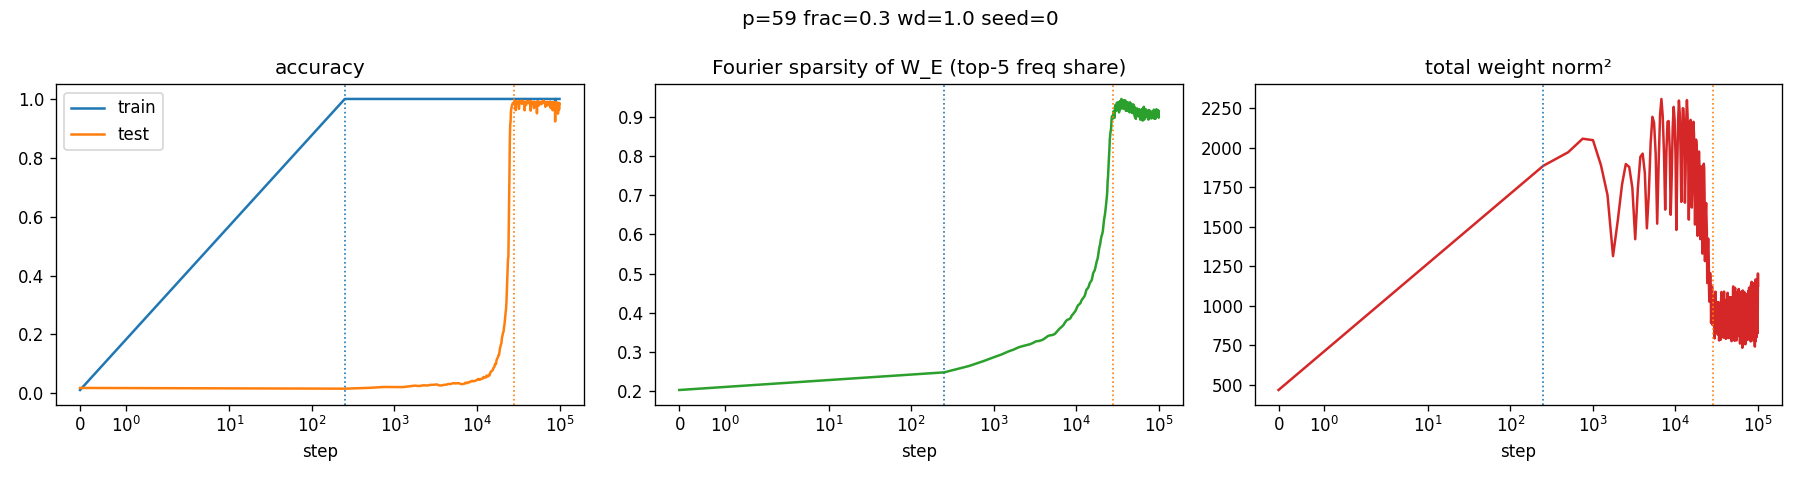 p=59 frac=0.3 wd=1.0 seed=0
accuracy
train
test
1.0
0.8
0.6
0.4
0.2
0.0
0 10⁰ 10¹ 10² 10³ 10⁴ 10⁵
step
Fourier sparsity of W_E (top-5 freq share)
0.9
0.8
0.7
0.6
0.5
0.4
0.3
0.2
0 10⁰ 10¹ 10² 10³ 10⁴ 10⁵
step
total weight norm²
2250
2000
1750
1500
1250
1000
750
500
0 10⁰ 10¹ 10² 10³ 10⁴ 10⁵
step